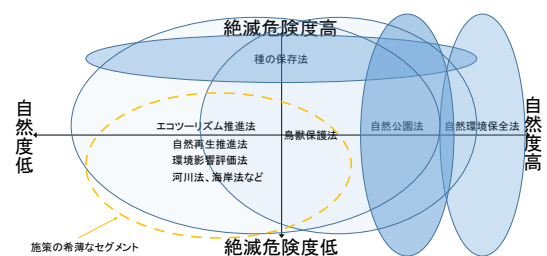 絶滅危険度高
種の保存法
自然度低
エコツーリズム推進法
鳥獣保護法
自然公園法
自然環境保全法
自然度高
自然再生推進法
環境影響評価法
河川法、海岸法など
施策の希薄なセグメント
絶滅危険度低